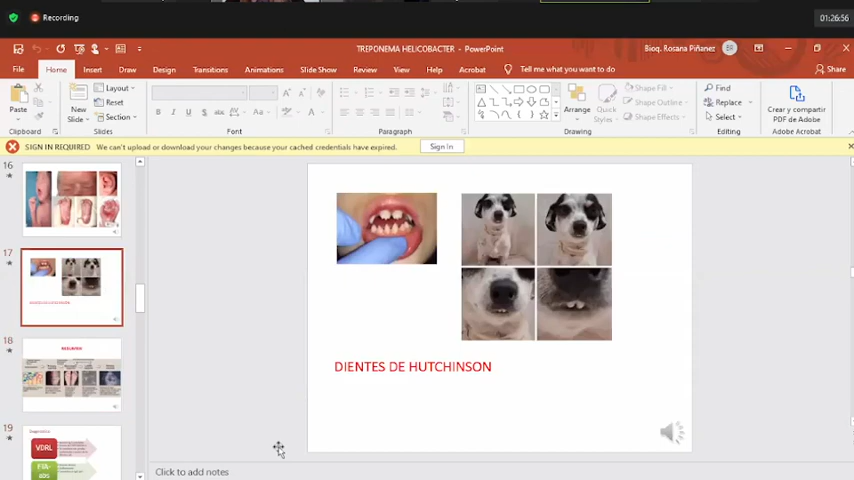 Recording
01:26:56
TREPONEMA HELICOBACTER - PowerPoint
Bioq. Rosana Piñanez
BR
File Home Insert Draw Design Transitions Animations Slide Show Review View Help Acrobat Tell me what you want to do Share
Paste
New
Slide
Layout
Reset
Section
Arrange
Quick
Styles
Shape Fill
Shape Outline
Shape Effects
Find
Replace
Select
Crear y compartir
PDF de Adobe
Clipboard Slides Font Paragraph Drawing Editing Adobe Acrobat
SIGN IN REQUIRED We can't upload or download your changes because your cached credentials have expired. Sign In
16
17
18
19
VDRL
DIENTES DE HUTCHINSON
Click to add notes